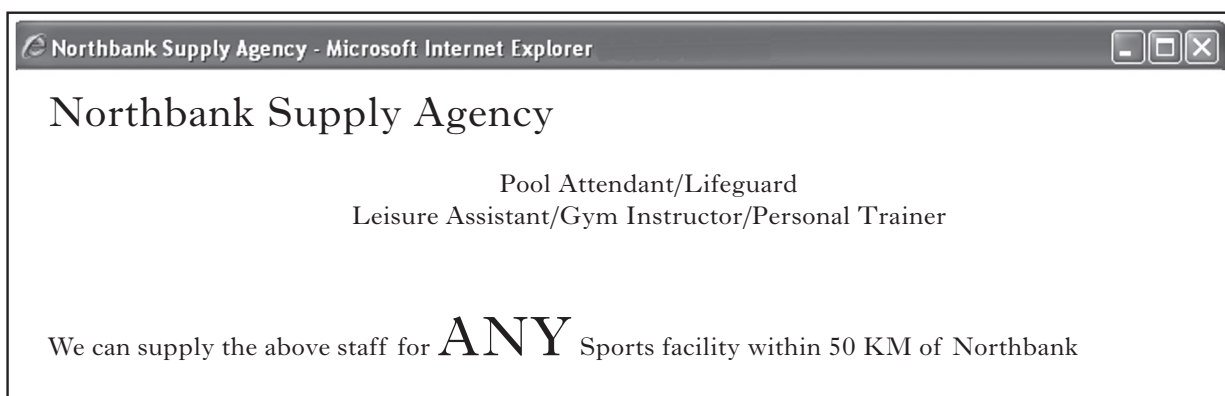 Northbank Supply Agency - Microsoft Internet Explorer
Northbank Supply Agency
Pool Attendant/Lifeguard
Leisure Assistant/Gym Instructor/Personal Trainer
We can supply the above staff for ANY Sports facility within 50 KM of Northbank